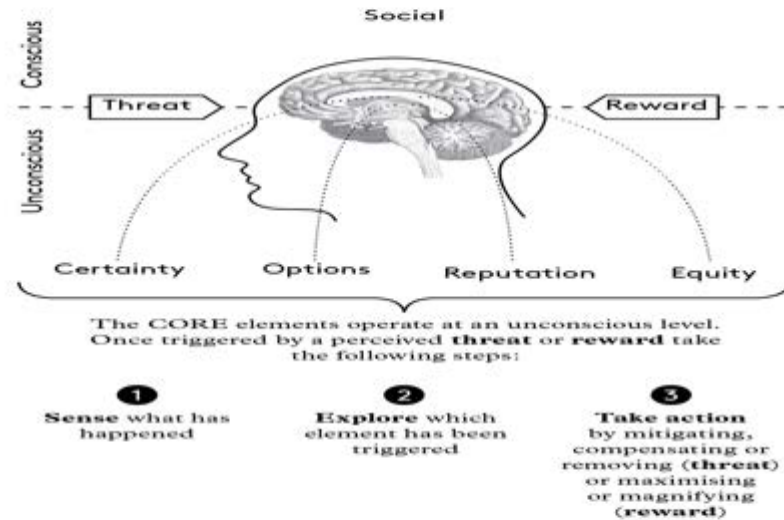 Social
Conscious
Threat
Reward
Unconscious
Certainty
Options
Reputation
Equity
The CORE elements operate at an unconscious level.
Once triggered by a perceived threat or reward take
the following steps:
1
Sense what has
happened
2
Explore which
element has been
triggered
3
Take action
by mitigating,
compensating or
removing (threat)
or maximising
or magnifying
(reward)